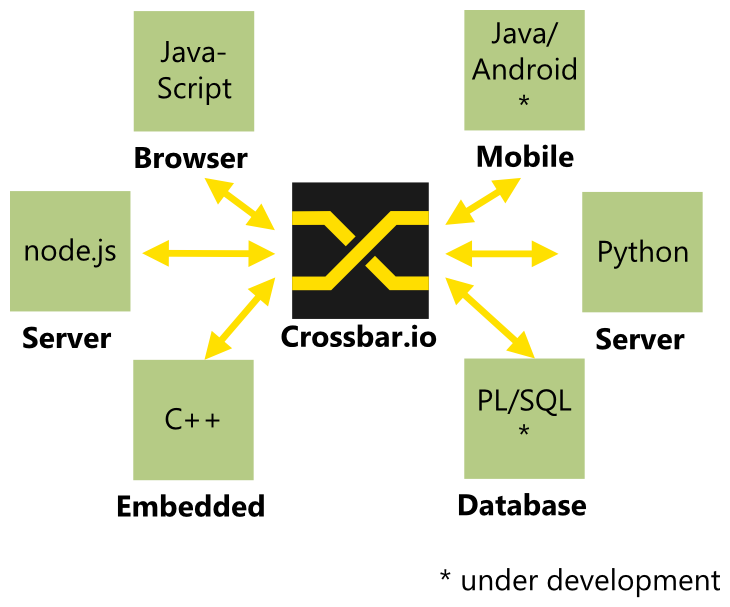 Java-
Script
Browser
Java/
Android
*
Mobile
node.js
Server
Crossbar.io
Python
Server
C++
Embedded
PL/SQL
*
Database
* under development